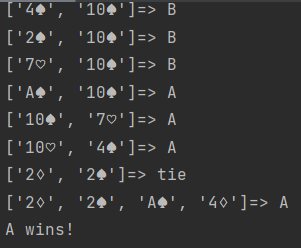 ['4♠', '10♠']=> B
['2♠', '10♠']=> B
['7♡', '10♠']=> B
['A♠', '10♠']=> A
['10♠', '7♡']=> A
['10♡', '4♠']=> A
['2♢', '2♠']=> tie
['2♢', '2♠', 'A♠', '4♢']=> A
A wins!